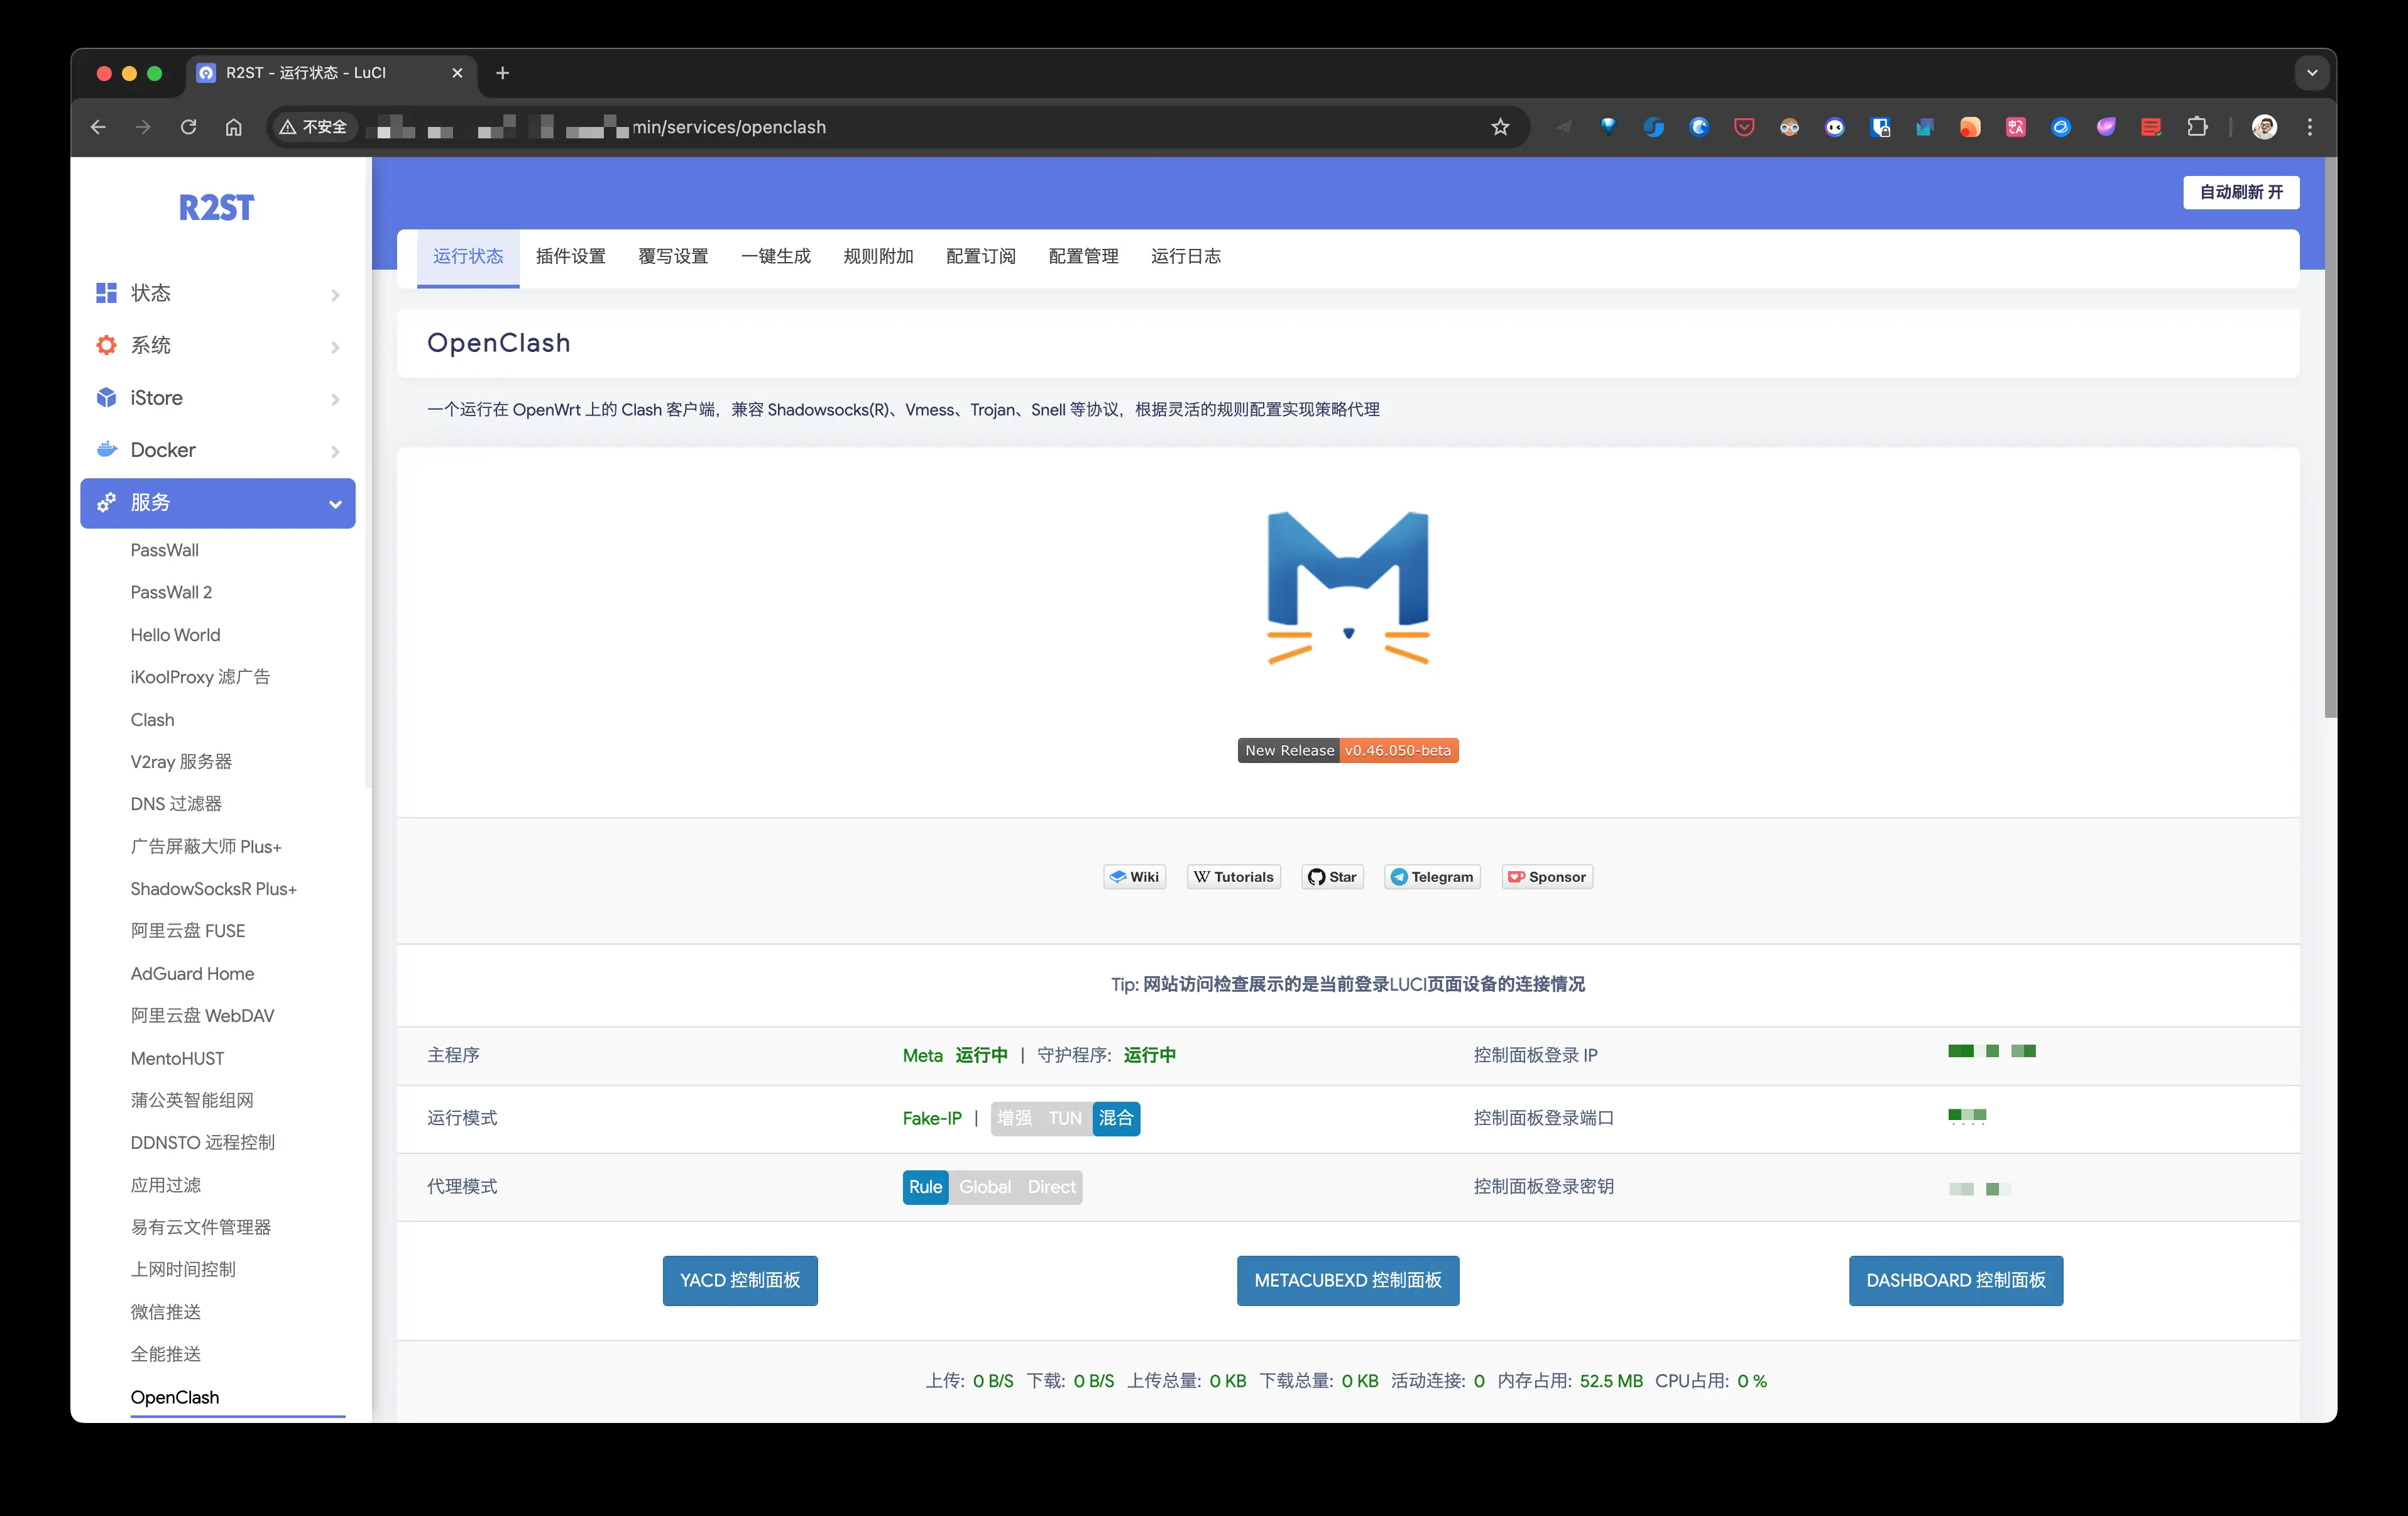 R2ST - 运行状态 - LuCI
不安全
min/services/openclash
R2ST
自动刷新 开
状态
系统
iStore
Docker
服务
PassWall
PassWall 2
Hello World
iKoolProxy 滤广告
Clash
V2ray 服务器
DNS 过滤器
广告屏蔽大师 Plus+
ShadowSocksR Plus+
阿里云盘 FUSE
AdGuard Home
阿里云盘 WebDAV
MentoHUST
蒲公英智能组网
DDNSTO 远程控制
应用过滤
易有云文件管理器
上网时间控制
微信推送
全能推送
OpenClash
运行状态 插件设置 覆写设置 一键生成 规则附加 配置订阅 配置管理 运行日志
OpenClash
一个运行在 OpenWrt 上的 Clash 客户端，兼容 Shadowsocks(R)、Vmess、Trojan、Snell 等协议，根据灵活的规则配置实现策略代理
New Release v0.46.050-beta
Wiki Tutorials Star Telegram Sponsor
Tip: 网站访问检查展示的是当前登录LUCI页面设备的连接情况
主程序 Meta 运行中 | 守护程序: 运行中 控制面板登录 IP
运行模式 Fake-IP | 增强 TUN 混合 控制面板登录端口
代理模式 Rule Global Direct 控制面板登录密钥
YACD 控制面板 METACUBEXD 控制面板 DASHBOARD 控制面板
上传: 0 B/S 下载: 0 B/S 上传总量: 0 KB 下载总量: 0 KB 活动连接: 0 内存占用: 52.5 MB CPU占用: 0 %